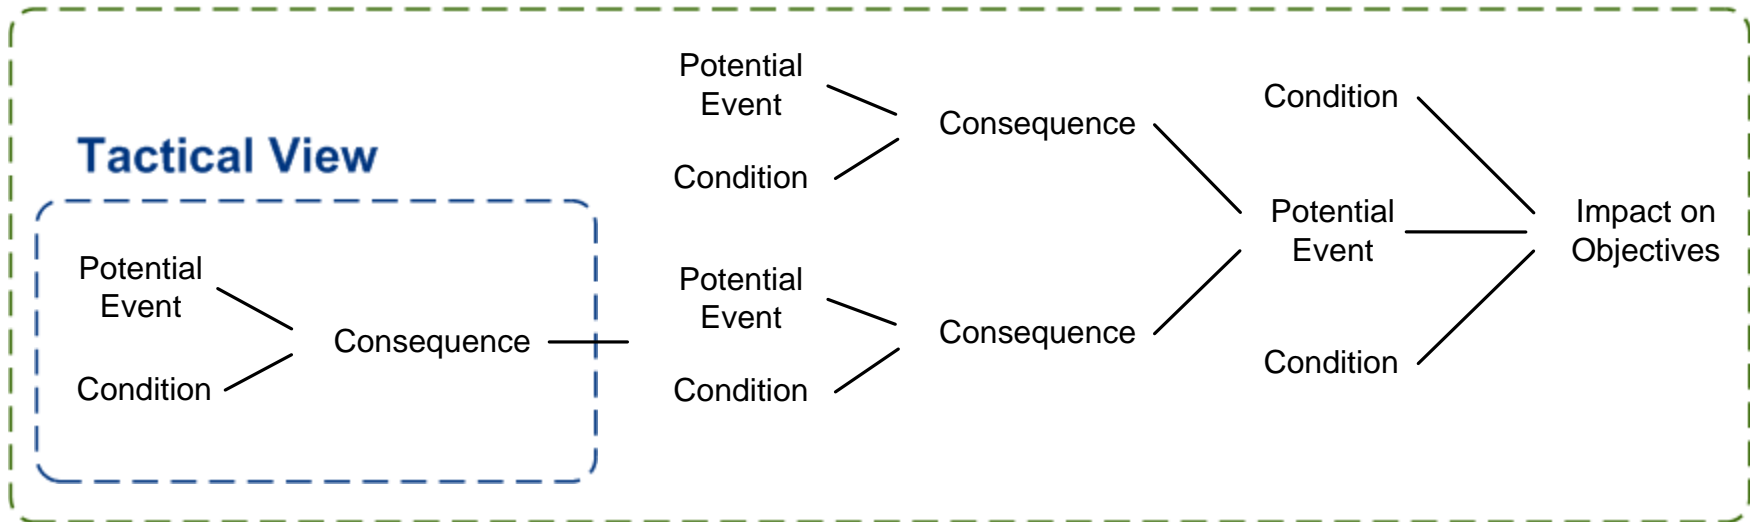 Tactical View
Potential
Event
Condition
Consequence
Potential
Event
Condition
Consequence
Potential
Event
Condition
Consequence
Condition
Potential
Event
Condition
Impact on
Objectives